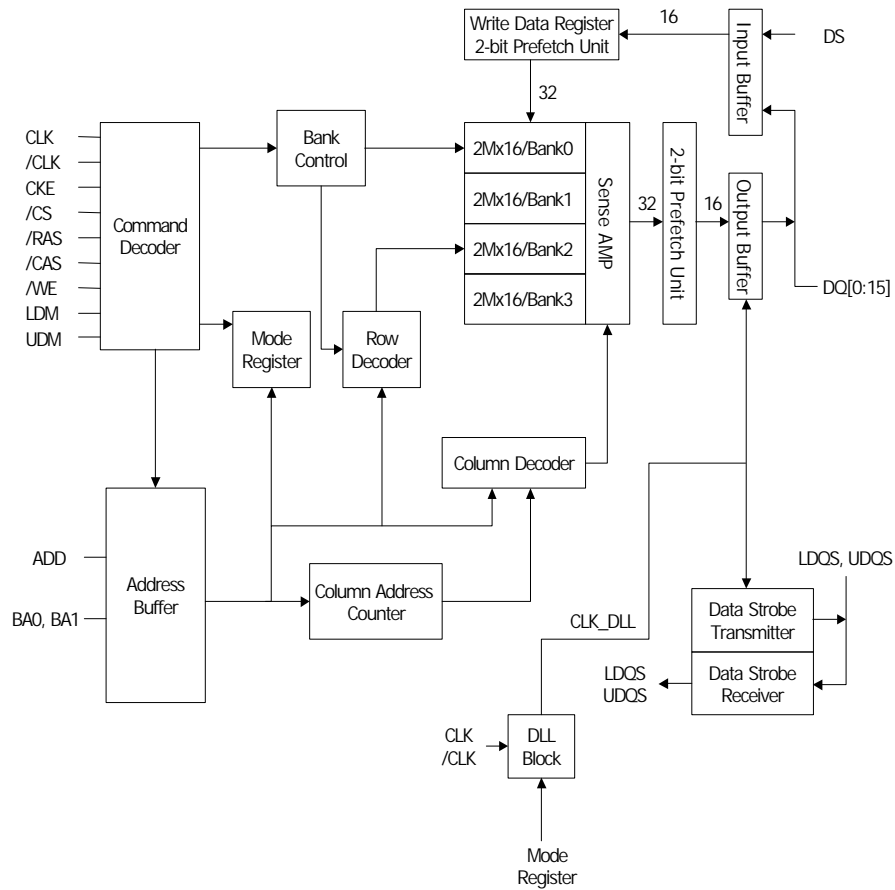 Write Data Register
2-bit Prefetch Unit
16
Input Buffer
DS
32
Bank
Control
2Mx16/Bank0
2Mx16/Bank1
2Mx16/Bank2
2Mx16/Bank3
Sense AMP
32
2-bit Prefetch Unit
16
Output Buffer
DQ[0:15]
CLK
/CLK
CKE
/CS
/RAS
/CAS
/WE
LDM
UDM
Command
Decoder
Mode
Register
Row
Decoder
Column Decoder
ADD
BA0, BA1
Address
Buffer
Column Address
Counter
LDQS, UDQS
CLK_DLL
Data Strobe
Transmitter
Data Strobe
Receiver
LDQS
UDQS
CLK
/CLK
DLL
Block
Mode
Register